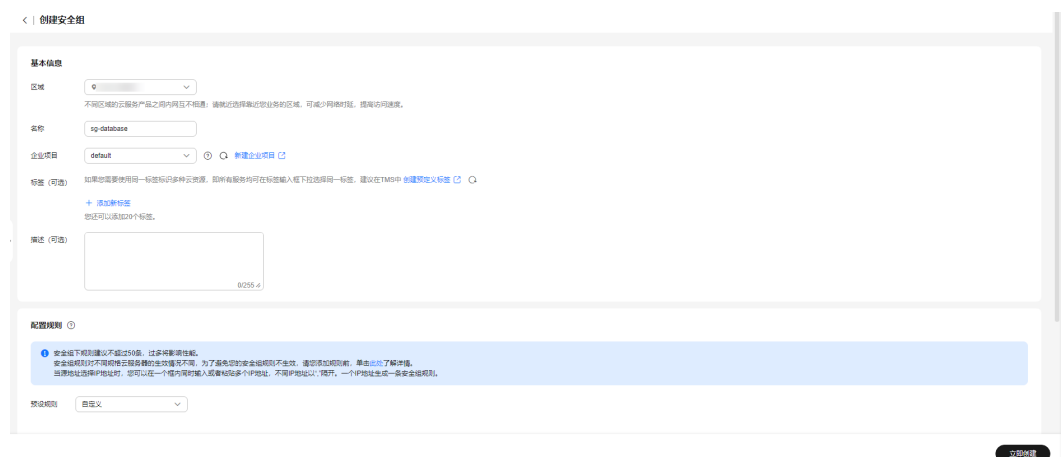 创建安全组
基本信息
区域
不同区域的云服务产品之间内网互不相通；请就近选择靠近您业务的区域，可减少网络时延，提高访问速度。
名称 sg-database
企业项目 default 新建企业项目
标签（可选） 如果您需要使用同一标签标识多种云资源，即所有服务均可在标签输入框下拉选择同一标签，建议在TMS中 创建预定义标签
＋ 添加新标签
您还可以添加20个标签。
描述（可选）
0/255
配置规则
安全组下规则建议不超过50条，过多将影响性能。
安全组规则对不同规格云服务器的生效情况不同，为了避免您的安全组规则不生效，请您添加规则前，单击此处了解详情。
当源地址选择IP地址时，您可以在一个框内同时输入或者粘贴多个IP地址，不同IP地址以","隔开。一个IP地址生成一条安全组规则。
预设规则 自定义
立即创建